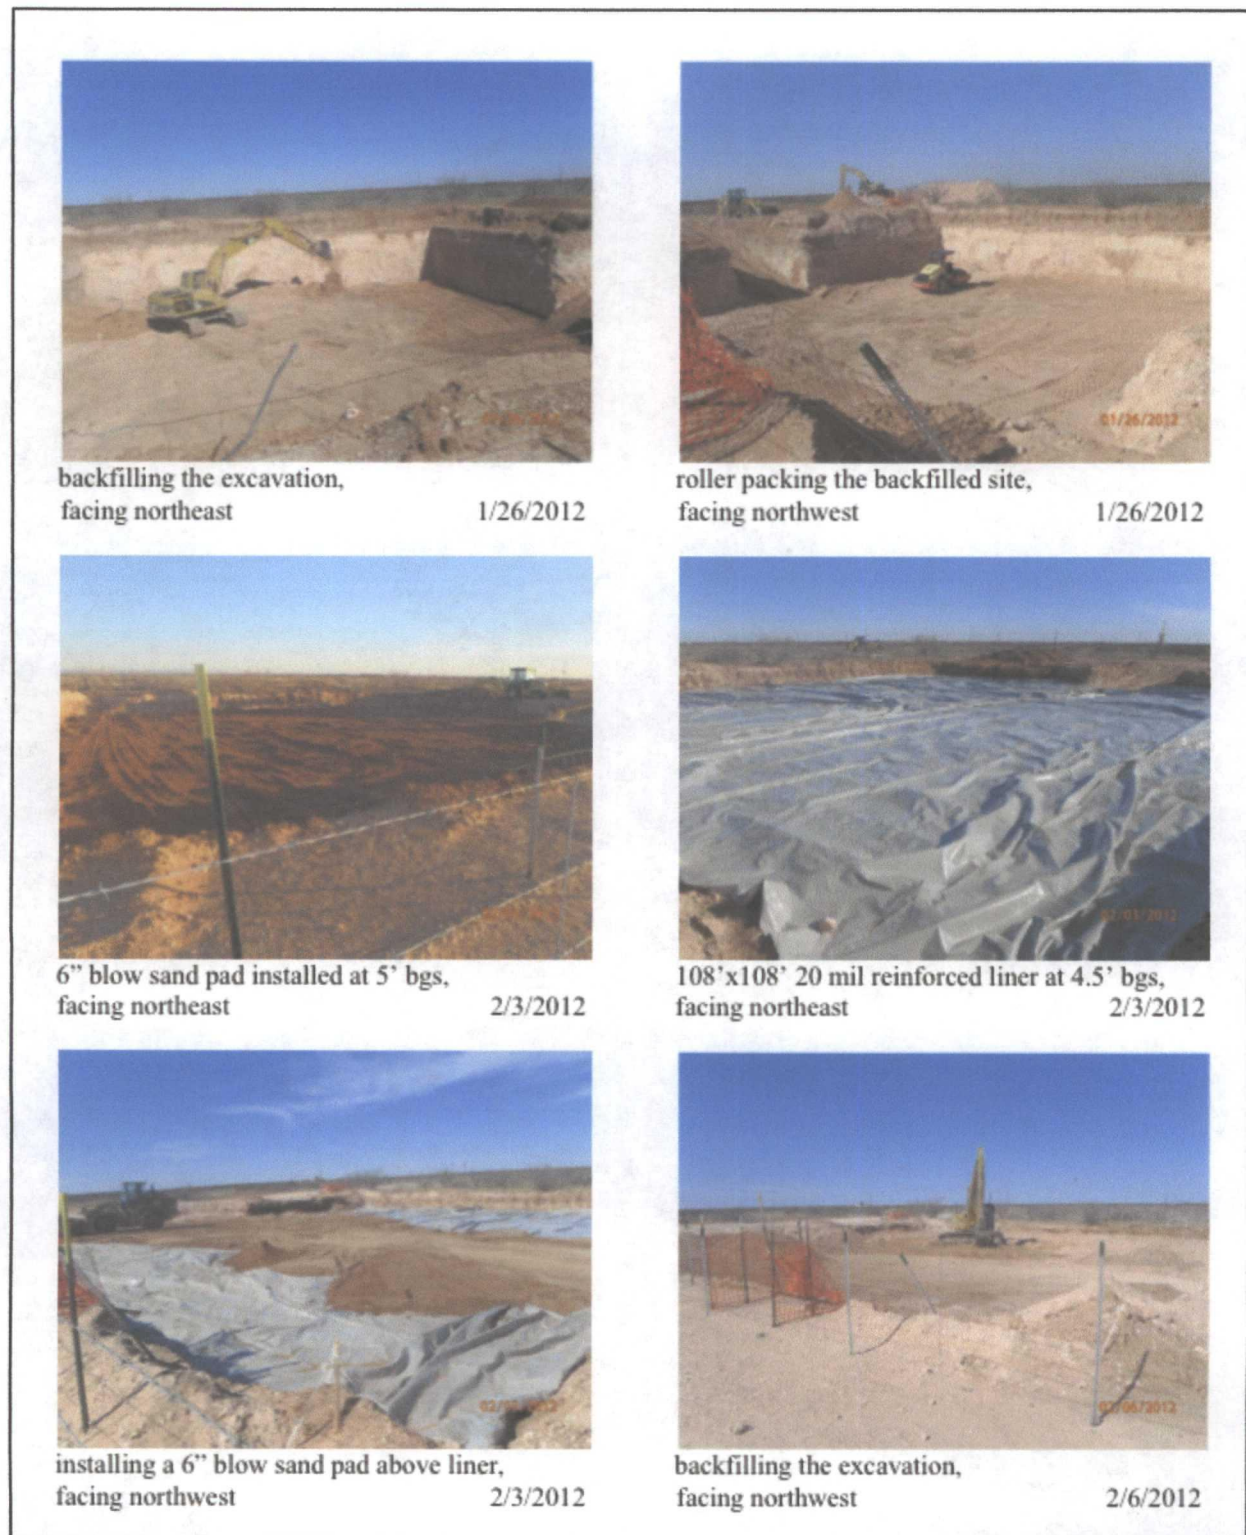 01/26/2012
backfilling the excavation,
facing northeast 1/26/2012
roller packing the backfilled site,
facing northwest 1/26/2012
02/01/2012
6” blow sand pad installed at 5’ bgs,
facing northeast 2/3/2012
108’x108’ 20 mil reinforced liner at 4.5’ bgs,
facing northeast 2/3/2012
02/06/2012
installing a 6” blow sand pad above liner,
facing northwest 2/3/2012
backfilling the excavation,
facing northwest 2/6/2012